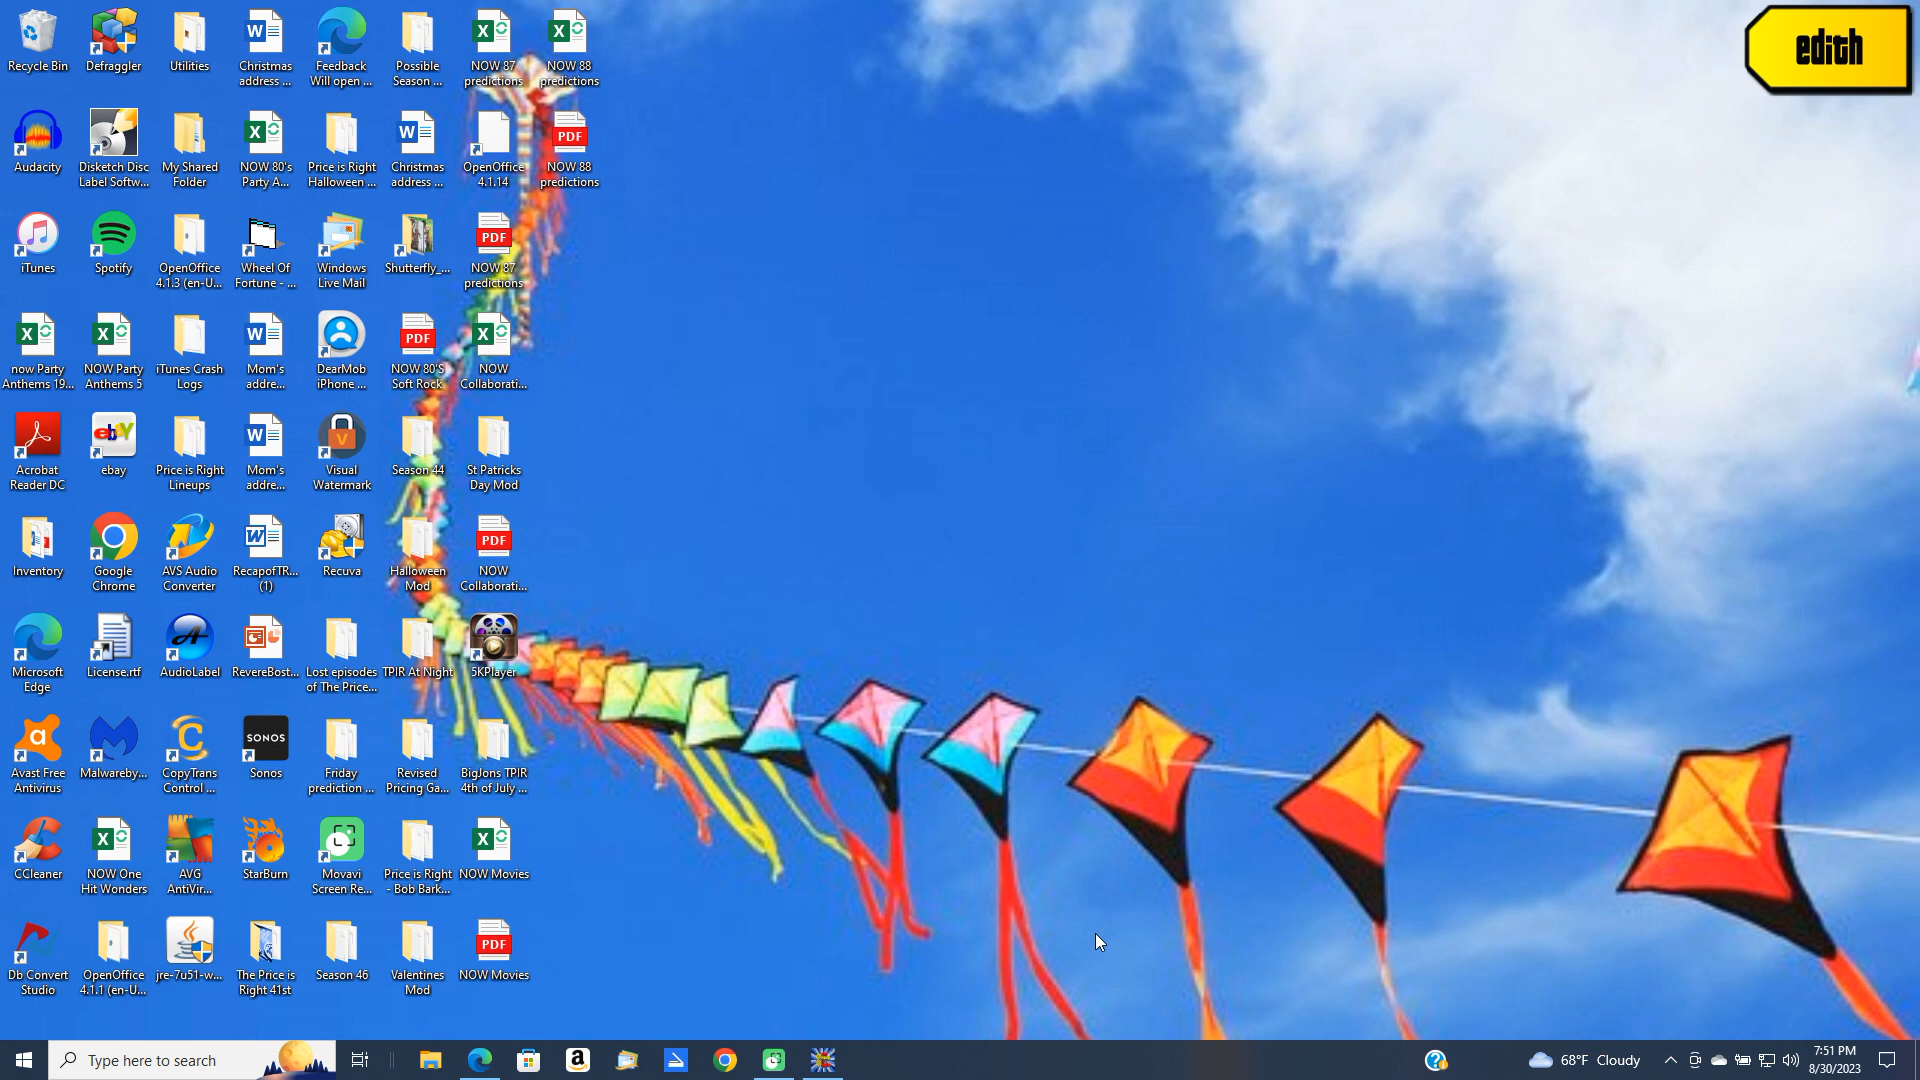 edith
Recycle Bin
Defraggler
Utilities
Christmas
address ...
Feedback
Will open ...
Possible
Season ...
NOW 87
predictions
NOW 88
predictions
Audacity
Disketch Disc
Label Softw...
My Shared
Folder
NOW 80's
Party A...
Price is Right
Halloween ...
Christmas
address ...
OpenOffice
4.1.14
PDF
NOW 88
predictions
iTunes
Spotify
OpenOffice
4.1.3 (en-U...
Wheel Of
Fortune - ...
Windows
Live Mail
Shutterfly_...
PDF
NOW 87
predictions
now Party
Anthems 19...
NOW Party
Anthems 5
iTunes Crash
Logs
Mom's
addre...
DearMob
iPhone ...
PDF
NOW 80'S
Soft Rock
NOW
Collaborati...
Acrobat
Reader DC
ebay
ebay
Price is Right
Lineups
Mom's
addre...
Visual
Watermark
Season 44
St Patricks
Day Mod
Inventory
Google
Chrome
AVS Audio
Converter
RecapofTR...
(1)
Recuva
Halloween
Mod
PDF
NOW
Collaborati...
Microsoft
Edge
License.rtf
AudioLabel
RevereBost...
Lost episodes
of The Price...
TPIR At Night
5KPlayer
Avast Free
Antivirus
Malwareby...
CopyTrans
Control ...
SONOS
Sonos
Friday
prediction ...
Revised
Pricing Ga...
BigJons TPIR
4th of July ...
CCleaner
NOW One
Hit Wonders
AVG
AntiVir...
StarBurn
Movavi
Screen Re...
Price is Right
- Bob Bark...
NOW Movies
Db Convert
Studio
OpenOffice
4.1.1 (en-U...
jre-7u51-w...
The Price is
Right 41st
Season 46
Valentines
Mod
PDF
NOW Movies
Type here to search
68°F Cloudy
7:51 PM
8/30/2023